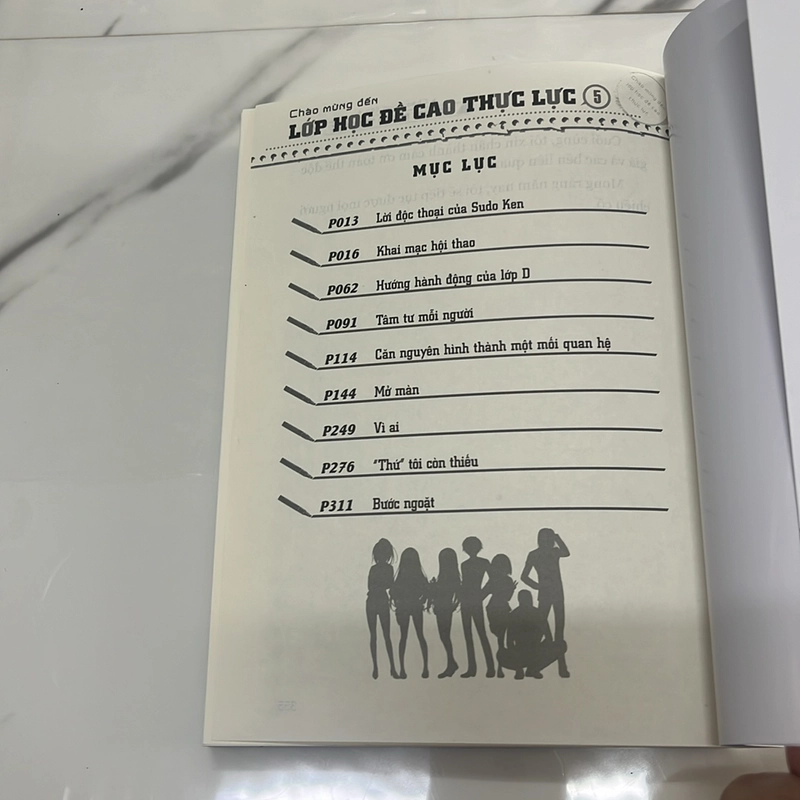 Chào mừng đến
LỚP HỌC ĐỀ CAO THỰC LỰC 5
MỤC LỤC
P013 Lời độc thoại của Sudo Ken
P016 Khai mạc hội thao
P062 Hướng hành động của lớp D
P091 Tâm tư mỗi người
P114 Căn nguyên hình thành một mối quan hệ
P144 Mở màn
P249 Vì ai
P276 “Thứ” tôi còn thiếu
P311 Bước ngoặt